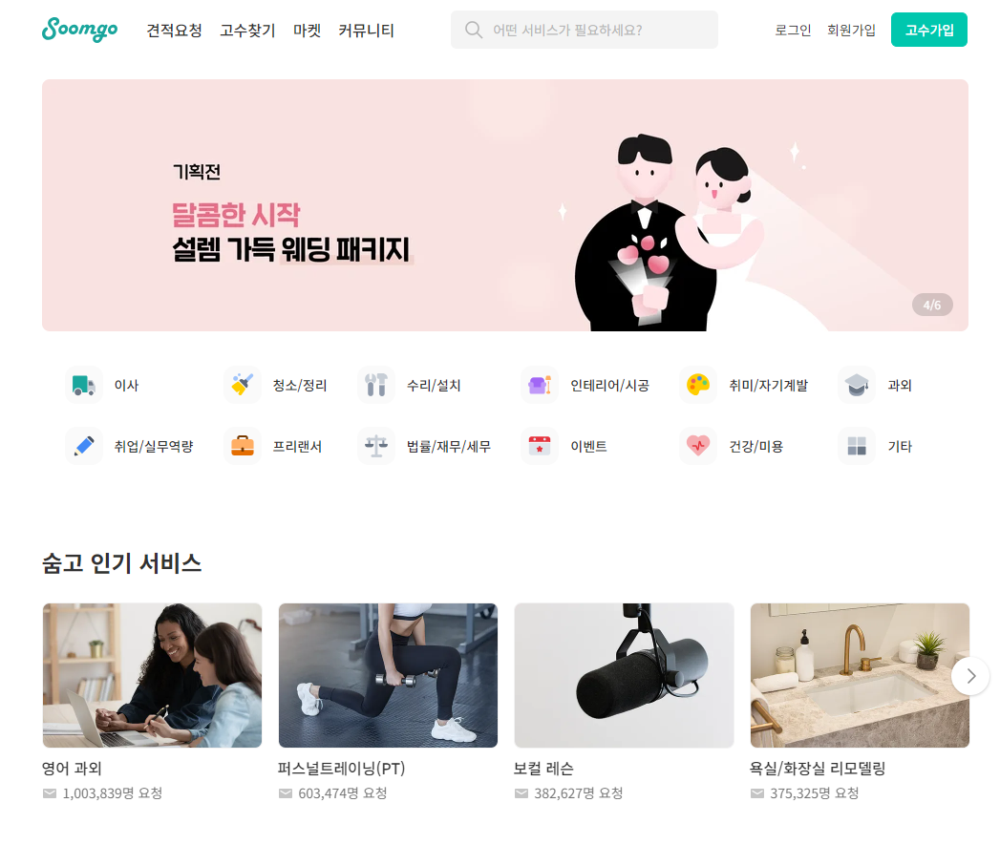 Soomgo
견적요청 고수찾기 마켓 커뮤니티
어떤 서비스가 필요하세요?
로그인 회원가입 고수가입
기획전
달콤한 시작
설렘 가득 웨딩 패키지
4/6
이사 청소/정리 수리/설치 인테리어/시공 취미/자기계발 과외
취업/실무역량 프리랜서 법률/재무/세무 이벤트 건강/미용 기타
숨고 인기 서비스
영어 과외
1,003,839명 요청
퍼스널트레이닝(PT)
603,474명 요청
보컬 레슨
382,627명 요청
욕실/화장실 리모델링
375,325명 요청